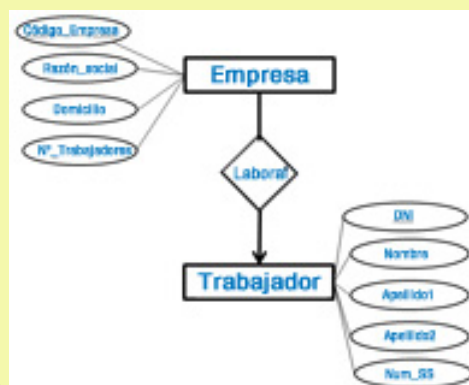 Código_Empresa
Razón_social
Empresa
Domicilio
Nº_Trabajadores
Laboral
DNI
Nombre
Trabajador
Apellido1
Apellido2
Num_SS